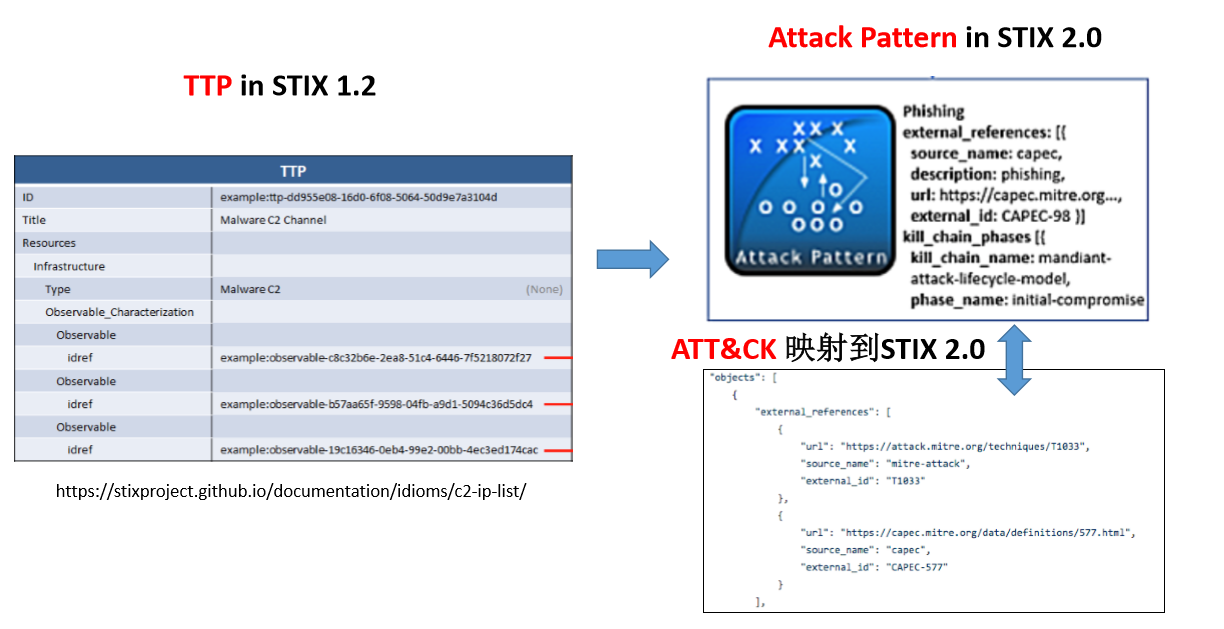 TTP in STIX 1.2
TTP
ID example:ttp-dd955e08-16d0-6f08-5064-50d9e7a3104d
Title Malware C2 Channel
Resources
Infrastructure
Type Malware C2 (None)
Observable_Characterization
Observable
idref example:observable-c8c32b6e-2ea8-51c4-6446-7f5218072f27
Observable
idref example:observable-b57aa65f-9598-04fb-a9d1-5094c36d5dc4
Observable
idref example:observable-19c16346-0eb4-99e2-00bb-4ec3ed174cac
https://stixproject.github.io/documentation/idioms/c2-ip-list/
Attack Pattern in STIX 2.0
X X X
X X X X
X
O
O O O O
O O O
Attack Pattern
Phishing
external_references: [{
source_name: capec,
description: phishing,
url: https://capec.mitre.org...,
external_id: CAPEC-98 }]
kill_chain_phases [{
kill_chain_name: mandiant-
attack-lifecycle-model,
phase_name: initial-compromise
ATT&CK 映射到STIX 2.0
"objects": [
{
"external_references": [
{
"url": "https://attack.mitre.org/techniques/T1033",
"source_name": "mitre-attack",
"external_id": "T1033"
},
{
"url": "https://capec.mitre.org/data/definitions/577.html",
"source_name": "capec",
"external_id": "CAPEC-577"
}
],